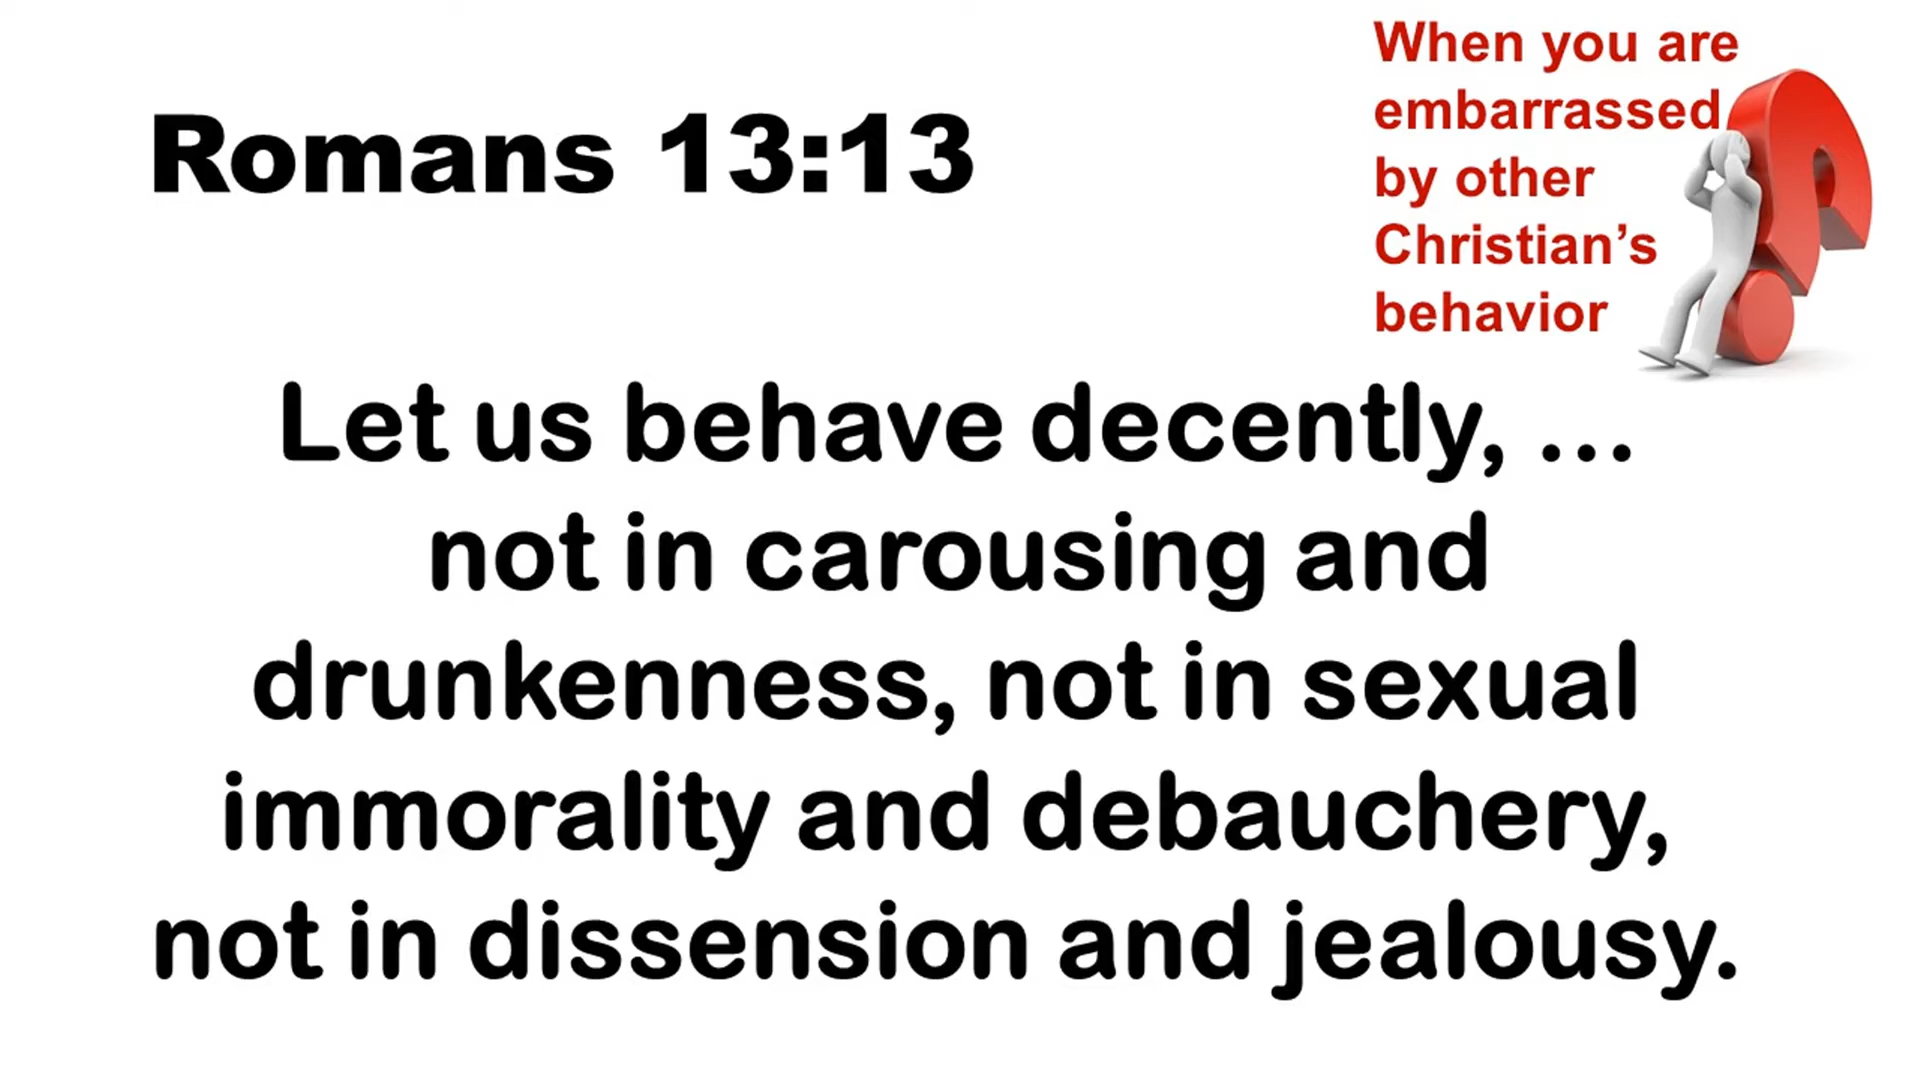 When you are
embarrassed
by other
Christian’s
behavior
Romans 13:13
Let us behave decently, ...
not in carousing and
drunkenness, not in sexual
immorality and debauchery,
not in dissension and jealousy.